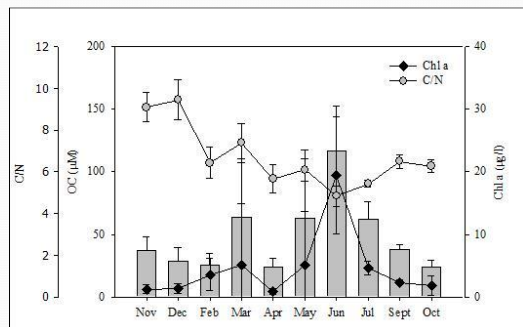 12 200 40
Chl a
C/N
10
150 30
8
C/N
OC (μM)
6 100 20
Chl a (μg/l)
4
50 10
2
0 0 0
Nov Dec Feb Mar Apr May Jun Jul Sept Oct